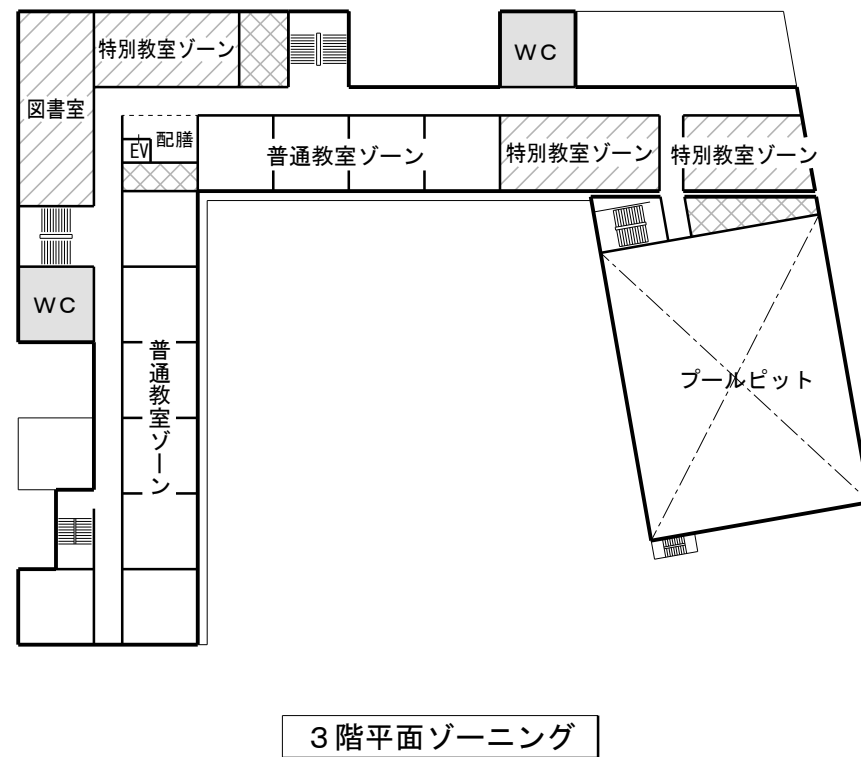 特別教室ゾーン
WC
図書室
EV
配膳
普通教室ゾーン
特別教室ゾーン
特別教室ゾーン
WC
普通教室ゾーン
プールピット
3階平面ゾーニング